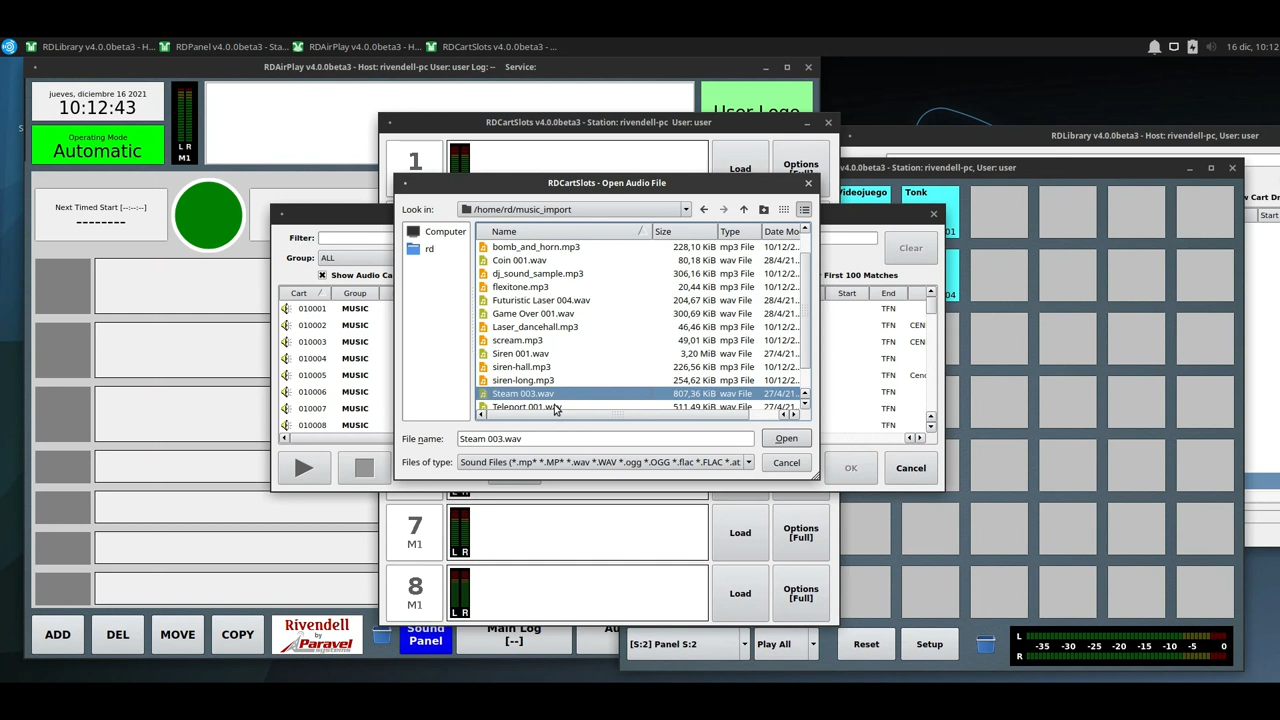 RDLibrary v4.0.0beta3 - H...
RDPanel v4.0.0beta3 - Sta...
RDAirPlay v4.0.0beta3 - H...
RDCartSlots v4.0.0beta3 - ...
16 dic, 10:12
RDAirPlay v4.0.0beta3 - Host: rivendell-pc User: user Log: -- Service:
jueves, diciembre 16 2021
10:12:43
Operating Mode
Automatic
L R
M1
Next Timed Start [--:--:--]
--------
RDCartSlots v4.0.0beta3 - Station: rivendell-pc User: user
1
Load
Options
RDLibrary v4.0.0beta3 - Host: rivendell-pc, User: user
v4.0.0beta3 - Station: rivendell-pc, User: user
Videojuego
Tonk
01
04
Start
Filter:
Clear
Group:
ALL
Show Audio Ca
First 100 Matches
Cart
Group
Start
End
010001 MUSIC TFN
010002 MUSIC TFN CEN
010003 MUSIC TFN CEN
010004 MUSIC TFN
010005 MUSIC TFN Cen
010006 MUSIC TFN
010007 MUSIC TFN
010008 MUSIC TFN
OK
Cancel
RDCartSlots - Open Audio File
Look in:
/home/rd/music_import
Computer
rd
Name Size Type Date Mo
bomb_and_horn.mp3 228,10 KiB mp3 File 10/12/2...
Coin 001.wav 80,18 KiB wav File 28/4/21...
dj_sound_sample.mp3 306,16 KiB mp3 File 10/12/2...
flexitone.mp3 20,44 KiB mp3 File 10/12/2...
Futuristic Laser 004.wav 204,67 KiB wav File 28/4/21...
Game Over 001.wav 300,69 KiB wav File 28/4/21...
Laser_dancehall.mp3 46,46 KiB mp3 File 10/12/2...
scream.mp3 49,01 KiB mp3 File 10/12/2...
Siren 001.wav 3,20 MiB wav File 27/4/21...
siren-hall.mp3 226,56 KiB mp3 File 10/12/2...
siren-long.mp3 254,62 KiB mp3 File 10/12/2...
Steam 003.wav 807,36 KiB wav File 27/4/21...
Teleport 001.wav 511,49 KiB wav File 27/4/21...
File name:
Steam 003.wav
Open
Files of type:
Sound Files (*.mp* *.MP* *.wav *.WAV *.ogg *.OGG *.flac *.FLAC *.at
Cancel
7
M1
L R
Load
Options
[Full]
8
M1
L R
Load
Options
[Full]
ADD
DEL
MOVE
COPY
Rivendell
by
Paravel
Systems
Sound
Panel
Main Log
[--]
[S:2] Panel S:2
Play All
Reset
Setup
L
-35 -30 -25 -20 -15 -10 -5 0
R